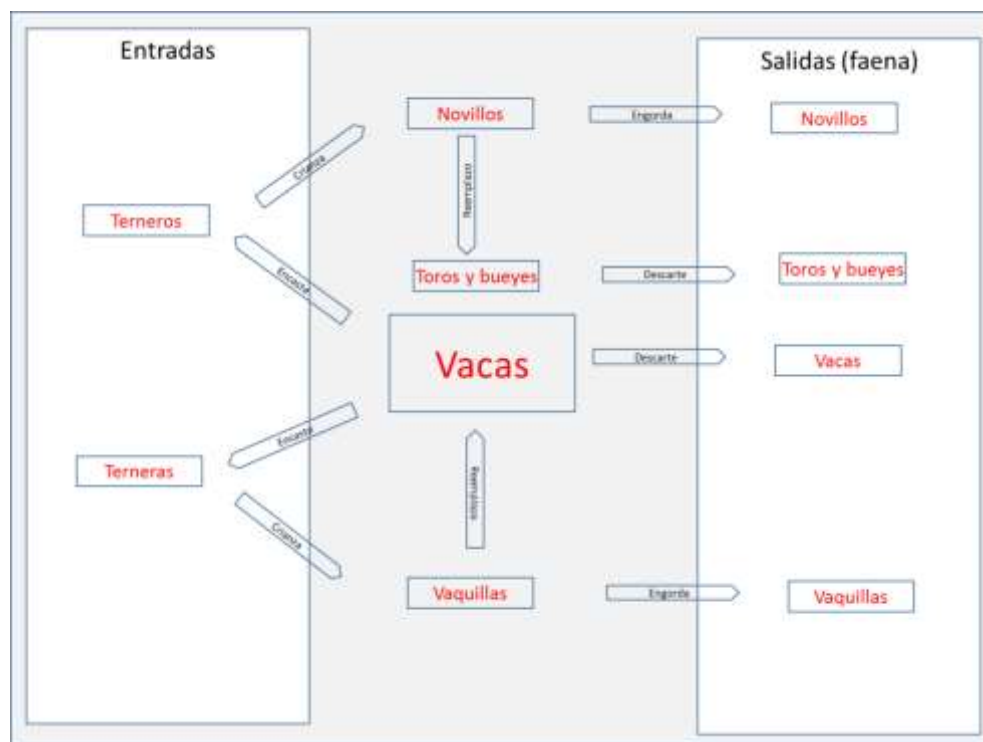 Entradas
Salidas (faena)
Novillos
Engorda
Novillos
Crianza
Reemplazo
Terneros
Encaste
Toros y bueyes
Descarte
Toros y bueyes
Vacas
Descarte
Vacas
Encaste
Terneras
Reemplazo
Crianza
Vaquillas
Engorda
Vaquillas